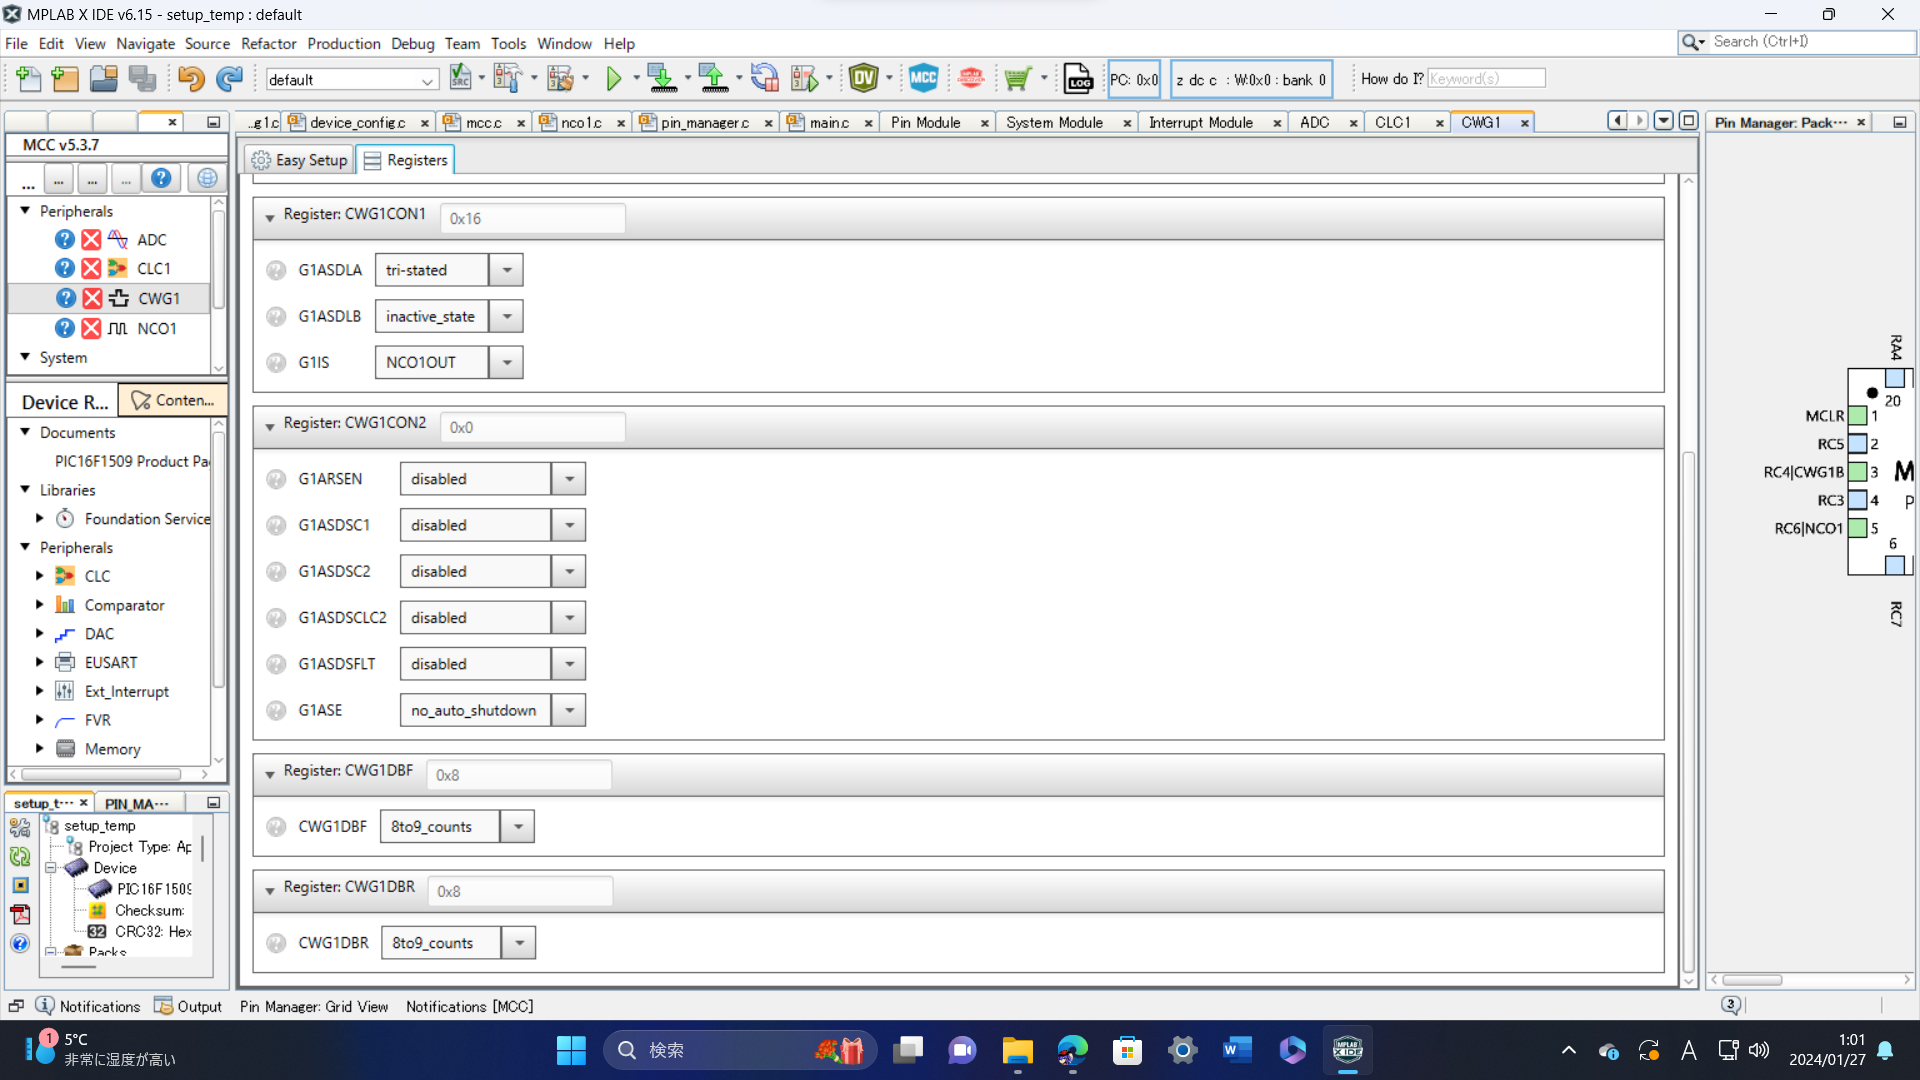 MPLAB X IDE v6.15 - setup_temp : default
File Edit View Navigate Source Refactor Production Debug Team Tools Window Help
Search (Ctrl+I)
default
PC: 0x0
z dc c : W:0x0 : bank 0
How do I?
Keyword(s)
...g1.c device_config.c mcc.c nco1.c pin_manager.c main.c Pin Module System Module Interrupt Module ADC CLC1 CWG1
Pin Manager: Pack...
MCC v5.3.7
Peripherals
ADC
CLC1
CWG1
NCO1
System
Device R...
Conten...
Documents
PIC16F1509 Product Pa
Libraries
Foundation Service
Peripherals
CLC
Comparator
DAC
EUSART
Ext_Interrupt
FVR
Memory
setup_t...
PIN_MA...
setup_temp
Project Type: Ap
Device
PIC16F1509
Checksum:
CRC32: Hex
Packs
Easy Setup
Registers
Register: CWG1CON1 0x16
G1ASDLA tri-stated
G1ASDLB inactive_state
G1IS NCO1OUT
Register: CWG1CON2 0x0
G1ARSEN disabled
G1ASDSC1 disabled
G1ASDSC2 disabled
G1ASDSCLC2 disabled
G1ASDSFLT disabled
G1ASE no_auto_shutdown
Register: CWG1DBF 0x8
CWG1DBF 8to9_counts
Register: CWG1DBR 0x8
CWG1DBR 8to9_counts
RA4
20
MCLR 1
RC5 2
RC4|CWG1B 3
M
RC3 4
P
RC6|NCO1 5
6
RC7
Notifications Output Pin Manager: Grid View Notifications [MCC]
3
1
5°C
非常に湿度が高い
検索
A
1:01
2024/01/27